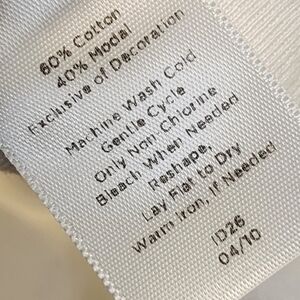 60% Cotton
40% Modal
Exclusive of Decoration
Machine Wash Cold
Gentle Cycle
Only Non Chlorine
Bleach When Needed
Reshape,
Lay Flat to Dry
Warm Iron, If Needed
ID26
04/10